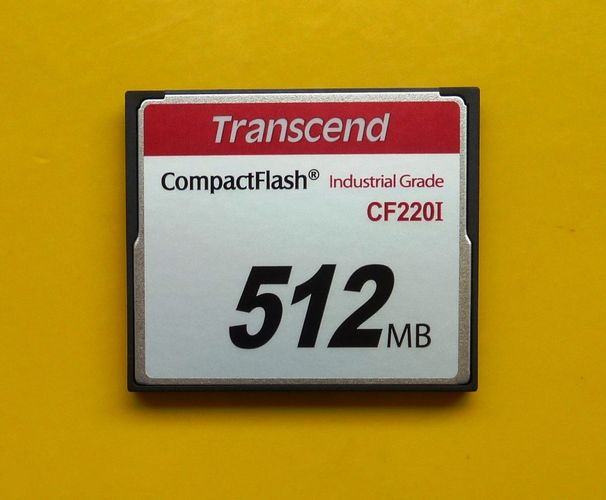 Transcend
CompactFlash® Industrial Grade
CF220I
512MB